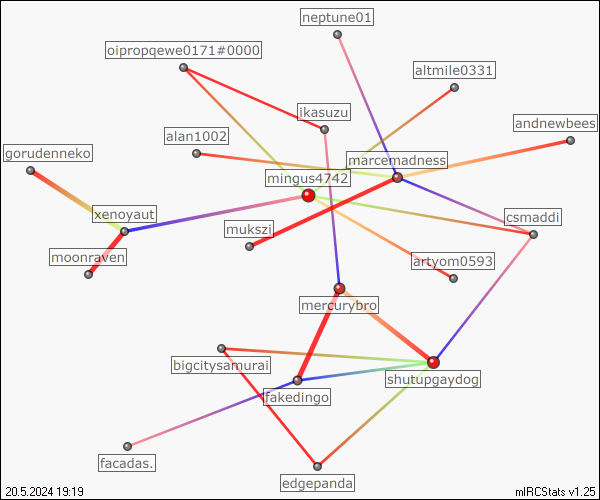 neptune01
oipropqewe0171#0000
altmile0331
ikasuzu
andnewbees
alan1002
gorudenneko
marcemadness
mingus4742
xenoyaut
csmaddi
mukszi
moonraven
artyom0593
mercurybro
bigcitysamurai
shutupgaydog
fakedingo
facadas.
edgepanda
20.5.2024 19:19
mIRCStats v1.25